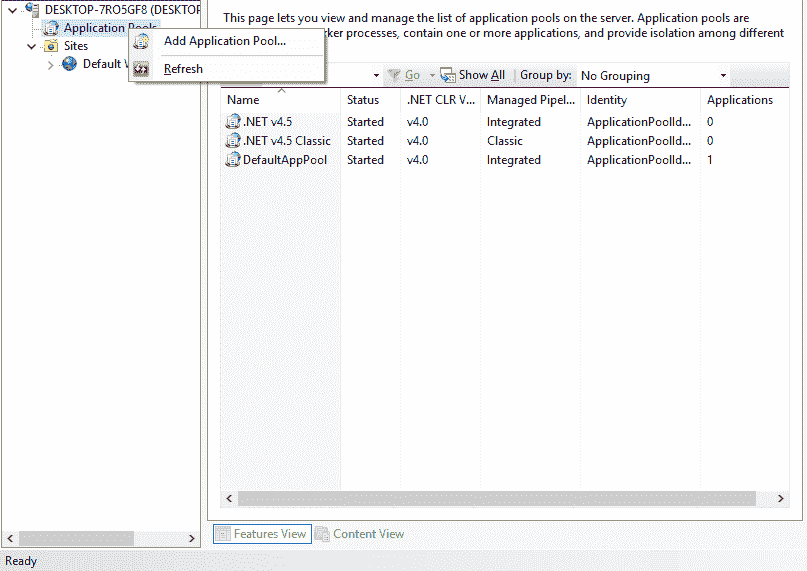 DESKTOP-7RO5GF8 (DESKTOP
Application Pools
Sites
Default
Add Application Pool...
Refresh
This page lets you view and manage the list of application pools on the server. Application pools are
processes, contain one or more applications, and provide isolation among different
Go
Show All
Group by:
No Grouping
Name Status .NET CLR V... Managed Pipel... Identity Applications
.NET v4.5 Started v4.0 Integrated ApplicationPoolId... 0
.NET v4.5 Classic Started v4.0 Classic ApplicationPoolId... 0
DefaultAppPool Started v4.0 Integrated ApplicationPoolId... 1
Features View
Content View
Ready